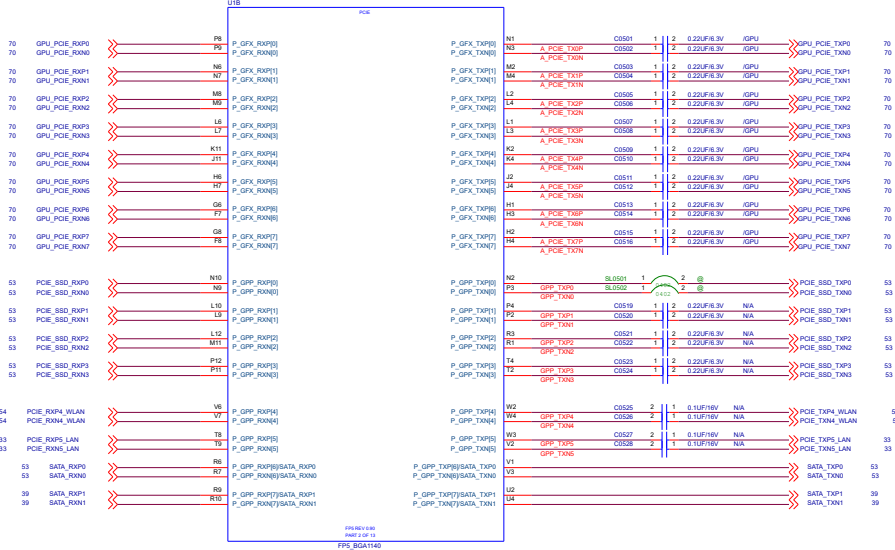 U1B
PCIE
70 GPU_PCIE_RXP0 P8 P_GFX_RXP[0] P_GFX_TXP[0] N1 A_PCIE_TX0P C0501 1 2 0.22UF/6.3V /GPU GPU_PCIE_TXP0 70
70 GPU_PCIE_RXN0 P9 P_GFX_RXN[0] P_GFX_TXN[0] N3 A_PCIE_TX0N C0502 1 2 0.22UF/6.3V /GPU GPU_PCIE_TXN0 70
70 GPU_PCIE_RXP1 N6 P_GFX_RXP[1] P_GFX_TXP[1] M2 A_PCIE_TX1P C0503 1 2 0.22UF/6.3V /GPU GPU_PCIE_TXP1 70
70 GPU_PCIE_RXN1 N7 P_GFX_RXN[1] P_GFX_TXN[1] M4 A_PCIE_TX1N C0504 1 2 0.22UF/6.3V /GPU GPU_PCIE_TXN1 70
70 GPU_PCIE_RXP2 M8 P_GFX_RXP[2] P_GFX_TXP[2] L2 A_PCIE_TX2P C0505 1 2 0.22UF/6.3V /GPU GPU_PCIE_TXP2 70
70 GPU_PCIE_RXN2 M9 P_GFX_RXN[2] P_GFX_TXN[2] L4 A_PCIE_TX2N C0506 1 2 0.22UF/6.3V /GPU GPU_PCIE_TXN2 70
70 GPU_PCIE_RXP3 L6 P_GFX_RXP[3] P_GFX_TXP[3] L1 A_PCIE_TX3P C0507 1 2 0.22UF/6.3V /GPU GPU_PCIE_TXP3 70
70 GPU_PCIE_RXN3 L7 P_GFX_RXN[3] P_GFX_TXN[3] L3 A_PCIE_TX3N C0508 1 2 0.22UF/6.3V /GPU GPU_PCIE_TXN3 70
70 GPU_PCIE_RXP4 K11 P_GFX_RXP[4] P_GFX_TXP[4] K2 A_PCIE_TX4P C0509 1 2 0.22UF/6.3V /GPU GPU_PCIE_TXP4 70
70 GPU_PCIE_RXN4 J11 P_GFX_RXN[4] P_GFX_TXN[4] K4 A_PCIE_TX4N C0510 1 2 0.22UF/6.3V /GPU GPU_PCIE_TXN4 70
70 GPU_PCIE_RXP5 H6 P_GFX_RXP[5] P_GFX_TXP[5] J2 A_PCIE_TX5P C0511 1 2 0.22UF/6.3V /GPU GPU_PCIE_TXP5 70
70 GPU_PCIE_RXN5 H7 P_GFX_RXN[5] P_GFX_TXN[5] J4 A_PCIE_TX5N C0512 1 2 0.22UF/6.3V /GPU GPU_PCIE_TXN5 70
70 GPU_PCIE_RXP6 G6 P_GFX_RXP[6] P_GFX_TXP[6] H1 A_PCIE_TX6P C0513 1 2 0.22UF/6.3V /GPU GPU_PCIE_TXP6 70
70 GPU_PCIE_RXN6 F7 P_GFX_RXN[6] P_GFX_TXN[6] H3 A_PCIE_TX6N C0514 1 2 0.22UF/6.3V /GPU GPU_PCIE_TXN6 70
70 GPU_PCIE_RXP7 G8 P_GFX_RXP[7] P_GFX_TXP[7] H2 A_PCIE_TX7P C0515 1 2 0.22UF/6.3V /GPU GPU_PCIE_TXP7 70
70 GPU_PCIE_RXN7 F8 P_GFX_RXN[7] P_GFX_TXN[7] H4 A_PCIE_TX7N C0516 1 2 0.22UF/6.3V /GPU GPU_PCIE_TXN7 70
53 PCIE_SSD_RXP0 N10 P_GPP_RXP[0] P_GPP_TXP[0] N2 GPP_TXP0 SL0501 1 2 @ PCIE_SSD_TXP0 53
53 PCIE_SSD_RXN0 N9 P_GPP_RXN[0] P_GPP_TXN[0] P3 GPP_TXN0 SL0502 1 0402 2 @ PCIE_SSD_TXN0 53
53 PCIE_SSD_RXP1 L10 P_GPP_RXP[1] P_GPP_TXP[1] P4 GPP_TXP1 C0519 1 2 0.22UF/6.3V N/A PCIE_SSD_TXP1 53
53 PCIE_SSD_RXN1 L9 P_GPP_RXN[1] P_GPP_TXN[1] P2 GPP_TXN1 C0520 1 2 0.22UF/6.3V N/A PCIE_SSD_TXN1 53
53 PCIE_SSD_RXP2 L12 P_GPP_RXP[2] P_GPP_TXP[2] R3 GPP_TXP2 C0521 1 2 0.22UF/6.3V N/A PCIE_SSD_TXP2 53
53 PCIE_SSD_RXN2 M11 P_GPP_RXN[2] P_GPP_TXN[2] R1 GPP_TXN2 C0522 1 2 0.22UF/6.3V N/A PCIE_SSD_TXN2 53
53 PCIE_SSD_RXP3 P12 P_GPP_RXP[3] P_GPP_TXP[3] T4 GPP_TXP3 C0523 1 2 0.22UF/6.3V N/A PCIE_SSD_TXP3 53
53 PCIE_SSD_RXN3 P11 P_GPP_RXN[3] P_GPP_TXN[3] T2 GPP_TXN3 C0524 1 2 0.22UF/6.3V N/A PCIE_SSD_TXN3 53
54 PCIE_RXP4_WLAN V6 P_GPP_RXP[4] P_GPP_TXP[4] W2 GPP_TXP4 C0525 2 1 0.1UF/16V N/A PCIE_TXP4_WLAN 5
54 PCIE_RXN4_WLAN V7 P_GPP_RXN[4] P_GPP_TXN[4] W4 GPP_TXN4 C0526 2 1 0.1UF/16V N/A PCIE_TXN4_WLAN 5
33 PCIE_RXP5_LAN T8 P_GPP_RXP[5] P_GPP_TXP[5] W3 GPP_TXP5 C0527 2 1 0.1UF/16V N/A PCIE_TXP5_LAN 33
33 PCIE_RXN5_LAN T9 P_GPP_RXN[5] P_GPP_TXN[5] V2 GPP_TXN5 C0528 2 1 0.1UF/16V N/A PCIE_TXN5_LAN 33
53 SATA_RXP0 R6 P_GPP_RXP[6]/SATA_RXP0 P_GPP_TXP[6]/SATA_TXP0 V1 SATA_TXP0 53
53 SATA_RXN0 R7 P_GPP_RXN[6]/SATA_RXN0 P_GPP_TXN[6]/SATA_TXN0 V3 SATA_TXN0 53
39 SATA_RXP1 R9 P_GPP_RXP[7]/SATA_RXP1 P_GPP_TXP[7]/SATA_TXP1 U2 SATA_TXP1 39
39 SATA_RXN1 R10 P_GPP_RXN[7]/SATA_RXN1 P_GPP_TXN[7]/SATA_TXN1 U4 SATA_TXN1 39
FP5 REV 0.90
PART 2 OF 13
FP5_BGA1140